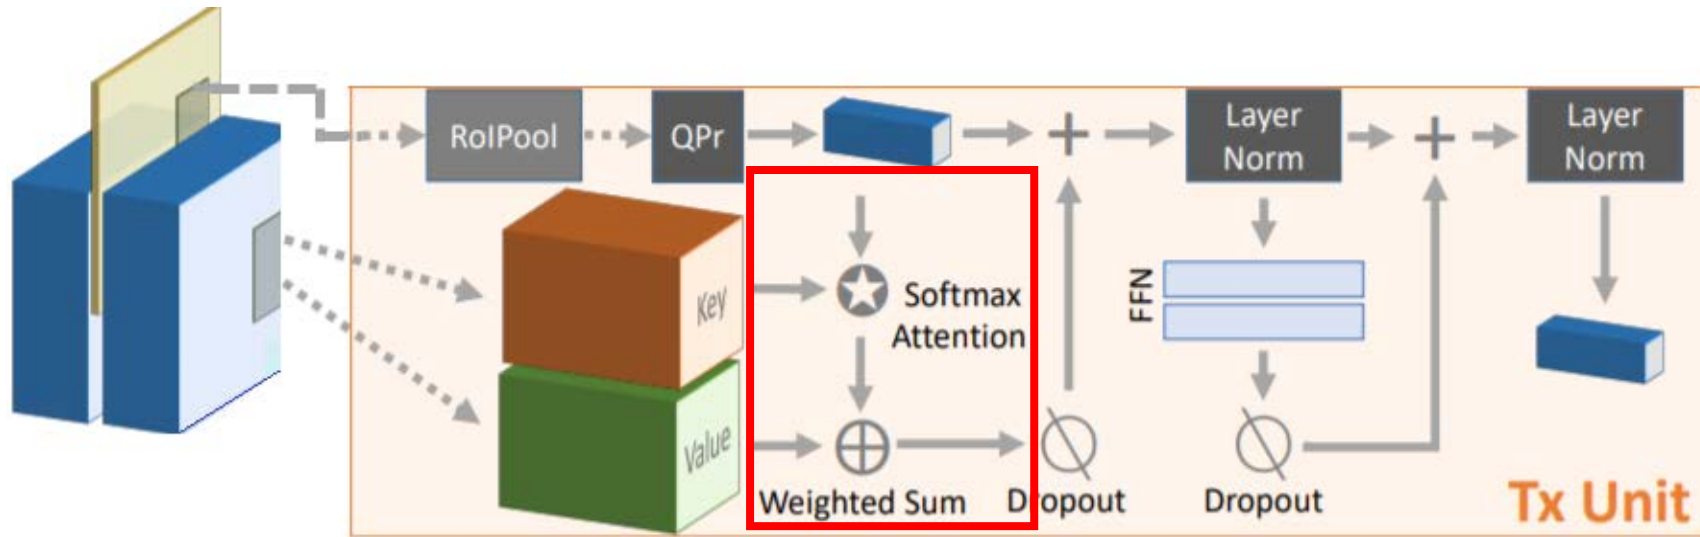 RoIPool
QPr
Layer
Norm
Layer
Norm
Key
Softmax
Attention
FFN
Value
Weighted Sum
Dropout
Dropout
Tx Unit